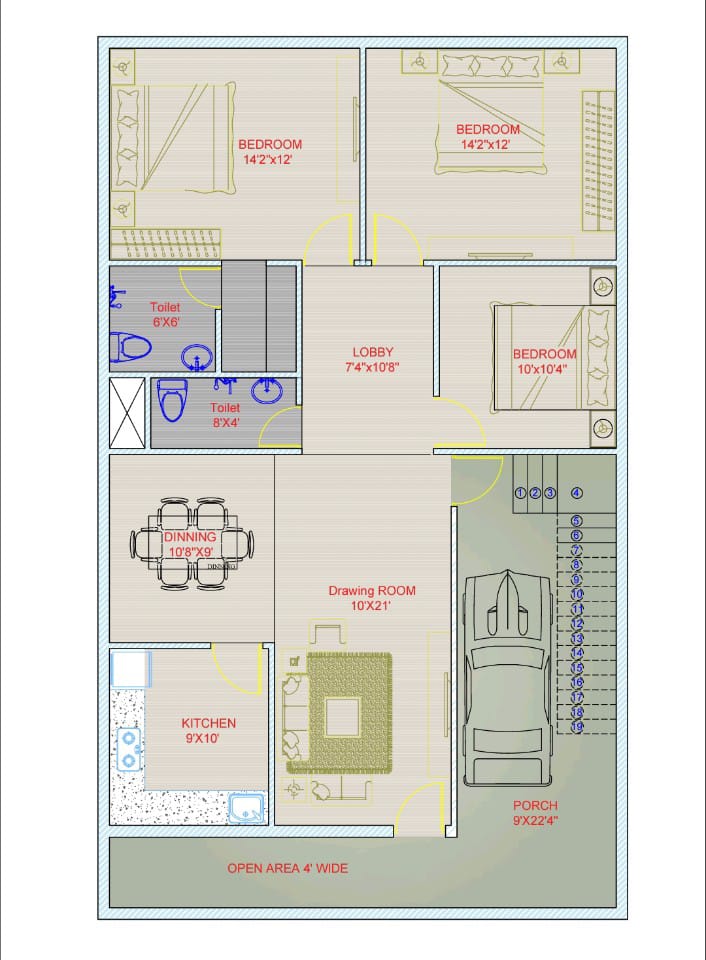 BEDROOM
14'2"x12'
BEDROOM
14'2"x12'
Toilet
6'X6'
LOBBY
7'4"x10'8"
BEDROOM
10'x10'4"
Toilet
8'X4'
1 2 3 4
5
6
7
8
9
10
11
12
13
14
15
16
17
18
19
DINNING
10'8"X9'
DINNING
Drawing ROOM
10'X21'
KITCHEN
9'X10'
PORCH
9'X22'4"
OPEN AREA 4' WIDE